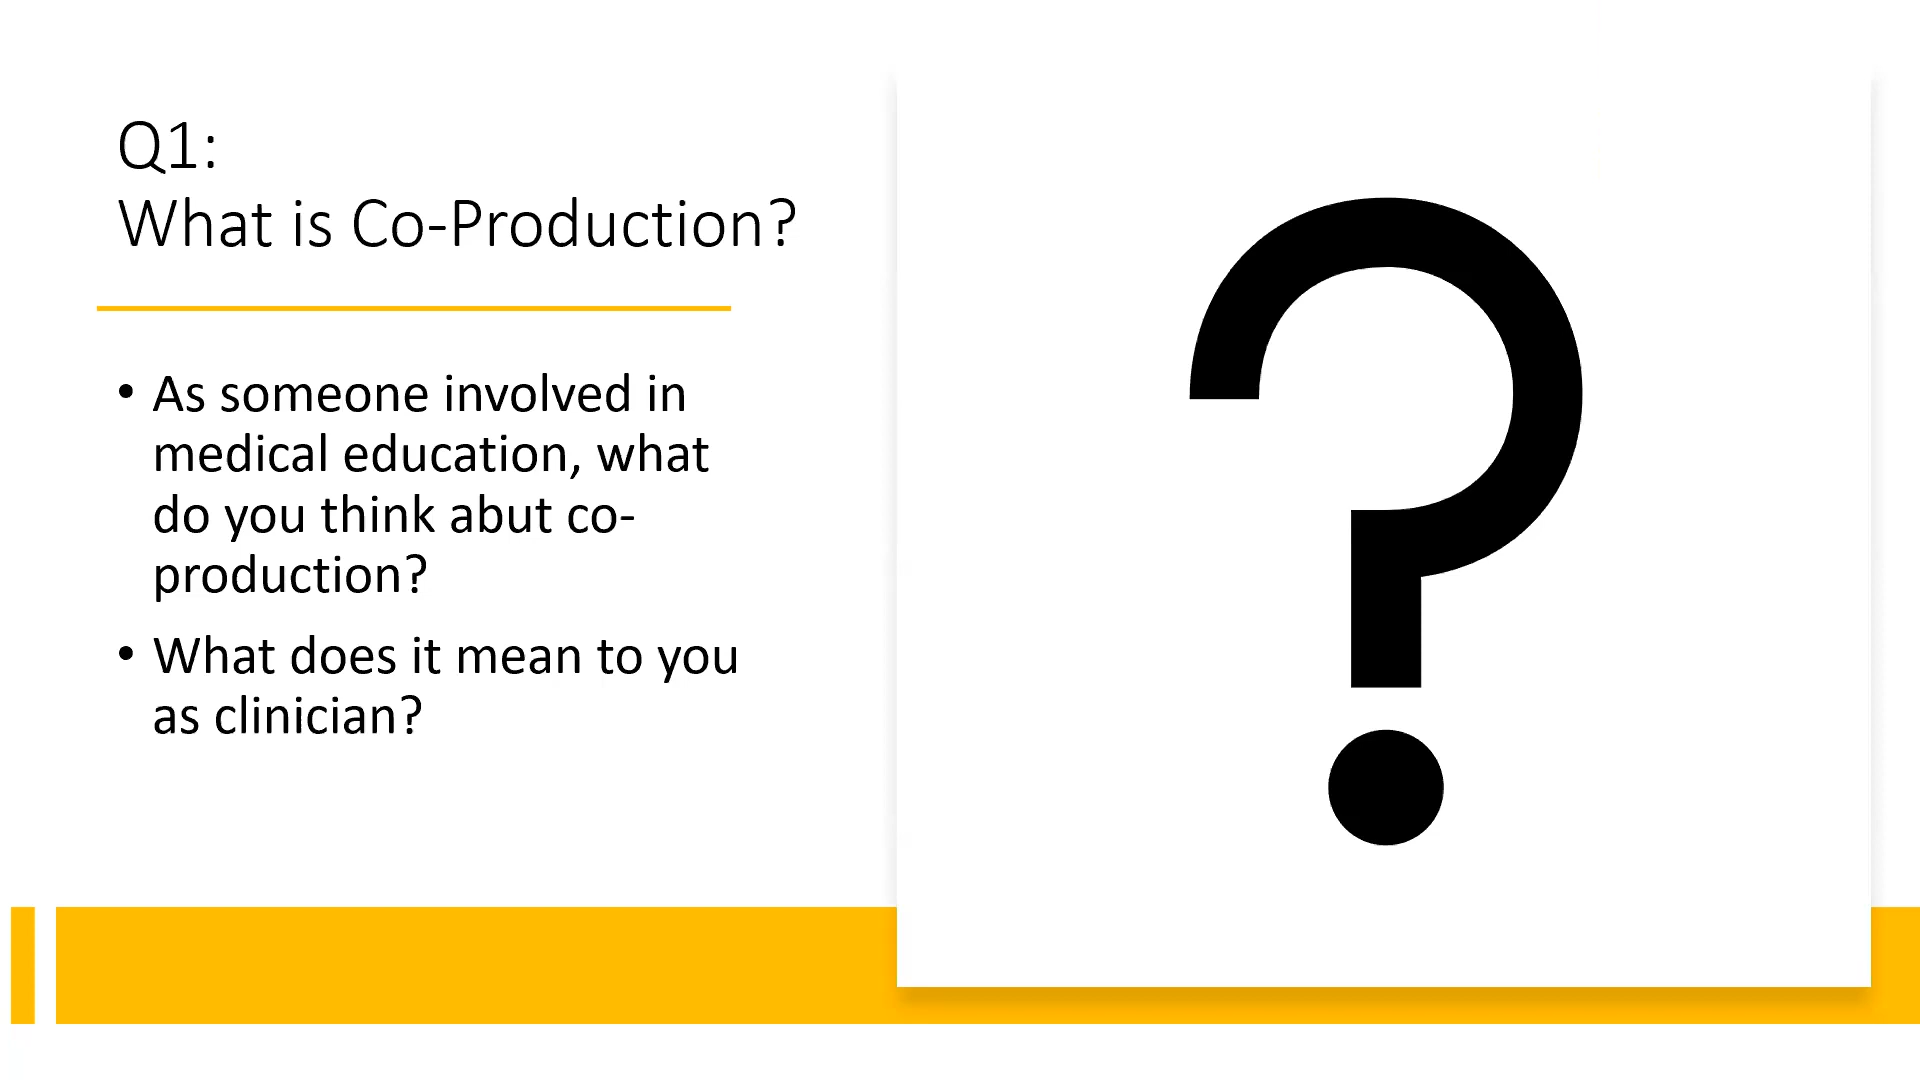 Q1:
What is Co-Production?
• As someone involved in
medical education, what
do you think abut co-
production?
• What does it mean to you
as clinician?
?